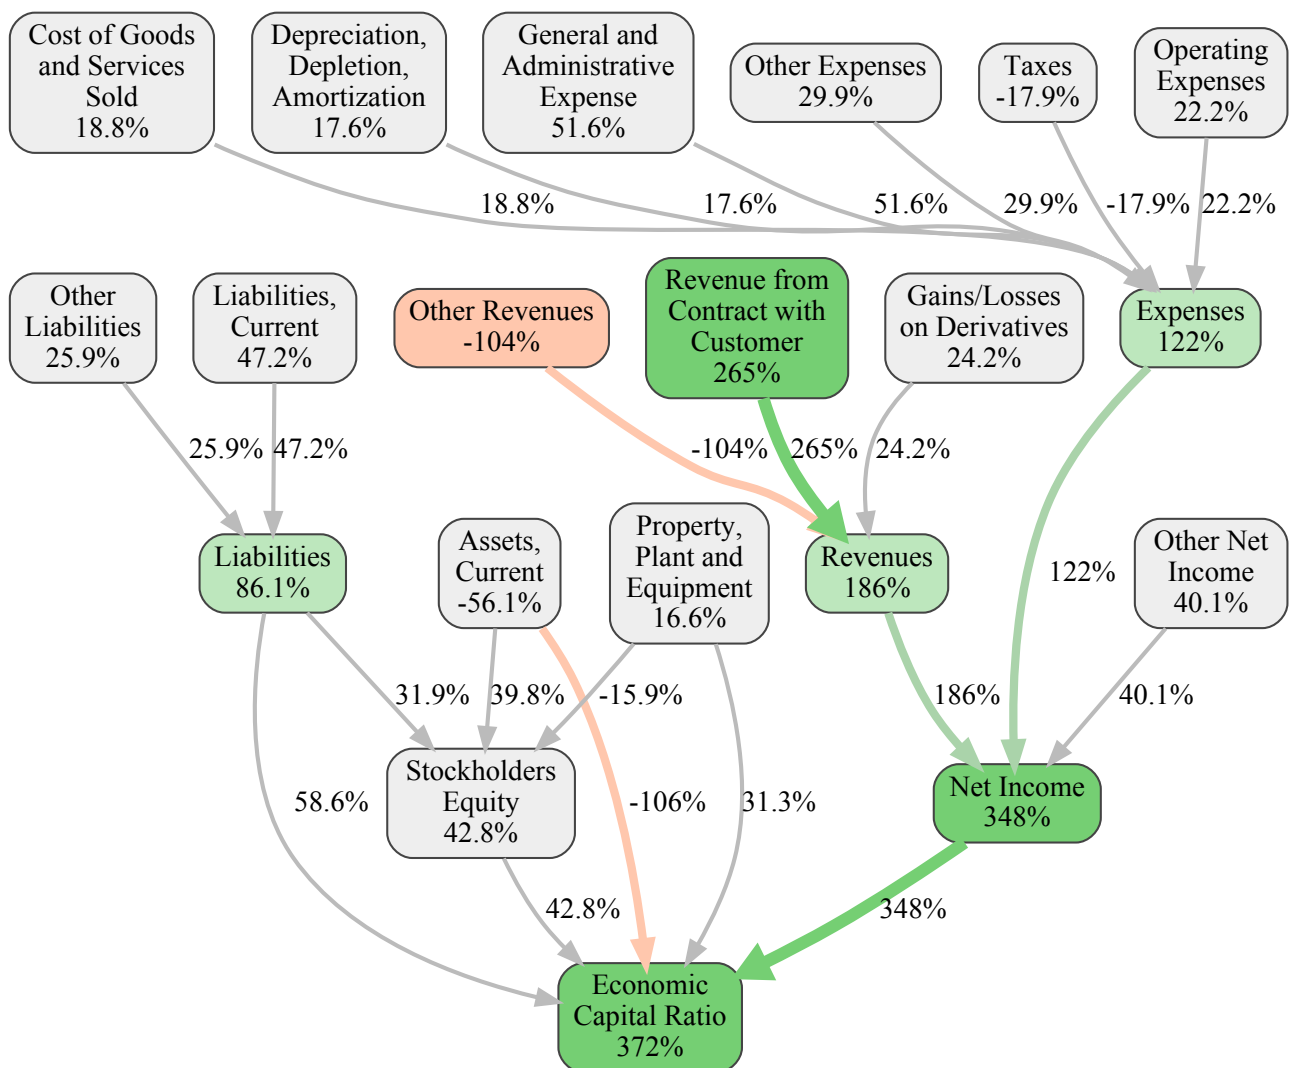 Cost of Goods
and Services
Sold
18.8%
Depreciation,
Depletion,
Amortization
17.6%
General and
Administrative
Expense
51.6%
Other Expenses
29.9%
Taxes
-17.9%
Operating
Expenses
22.2%
18.8%
17.6%
51.6%
29.9%
-17.9%
22.2%
Other
Liabilities
25.9%
Liabilities,
Current
47.2%
Other Revenues
-104%
Revenue from
Contract with
Customer
265%
Gains/Losses
on Derivatives
24.2%
Expenses
122%
25.9%
47.2%
-104%
265%
24.2%
Liabilities
86.1%
Assets,
Current
-56.1%
Property,
Plant and
Equipment
16.6%
Revenues
186%
122%
Other Net
Income
40.1%
31.9%
39.8%
-15.9%
186%
40.1%
Stockholders
Equity
42.8%
Net Income
348%
58.6%
-106%
31.3%
42.8%
348%
Economic
Capital Ratio
372%